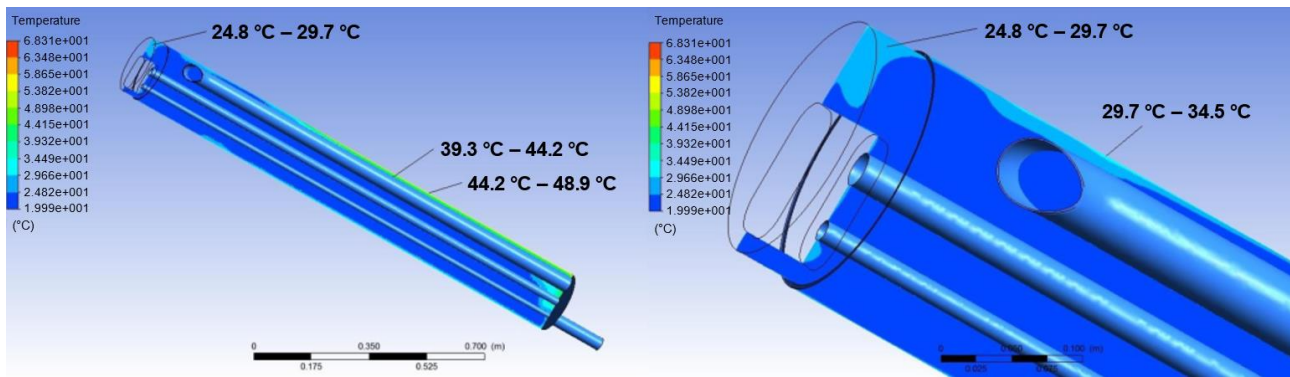 Temperature
6.831e+001
6.348e+001
5.865e+001
5.382e+001
4.898e+001
4.415e+001
3.932e+001
3.449e+001
2.966e+001
2.482e+001
1.999e+001
(°C)
24.8 °C – 29.7 °C
39.3 °C – 44.2 °C
44.2 °C – 48.9 °C
0 0.350 0.700 (m)
0.175 0.525
Temperature
6.831e+001
6.348e+001
5.865e+001
5.382e+001
4.898e+001
4.415e+001
3.932e+001
3.449e+001
2.966e+001
2.482e+001
1.999e+001
(°C)
24.8 °C – 29.7 °C
29.7 °C – 34.5 °C
0 0.100 (m)
0.025 0.075